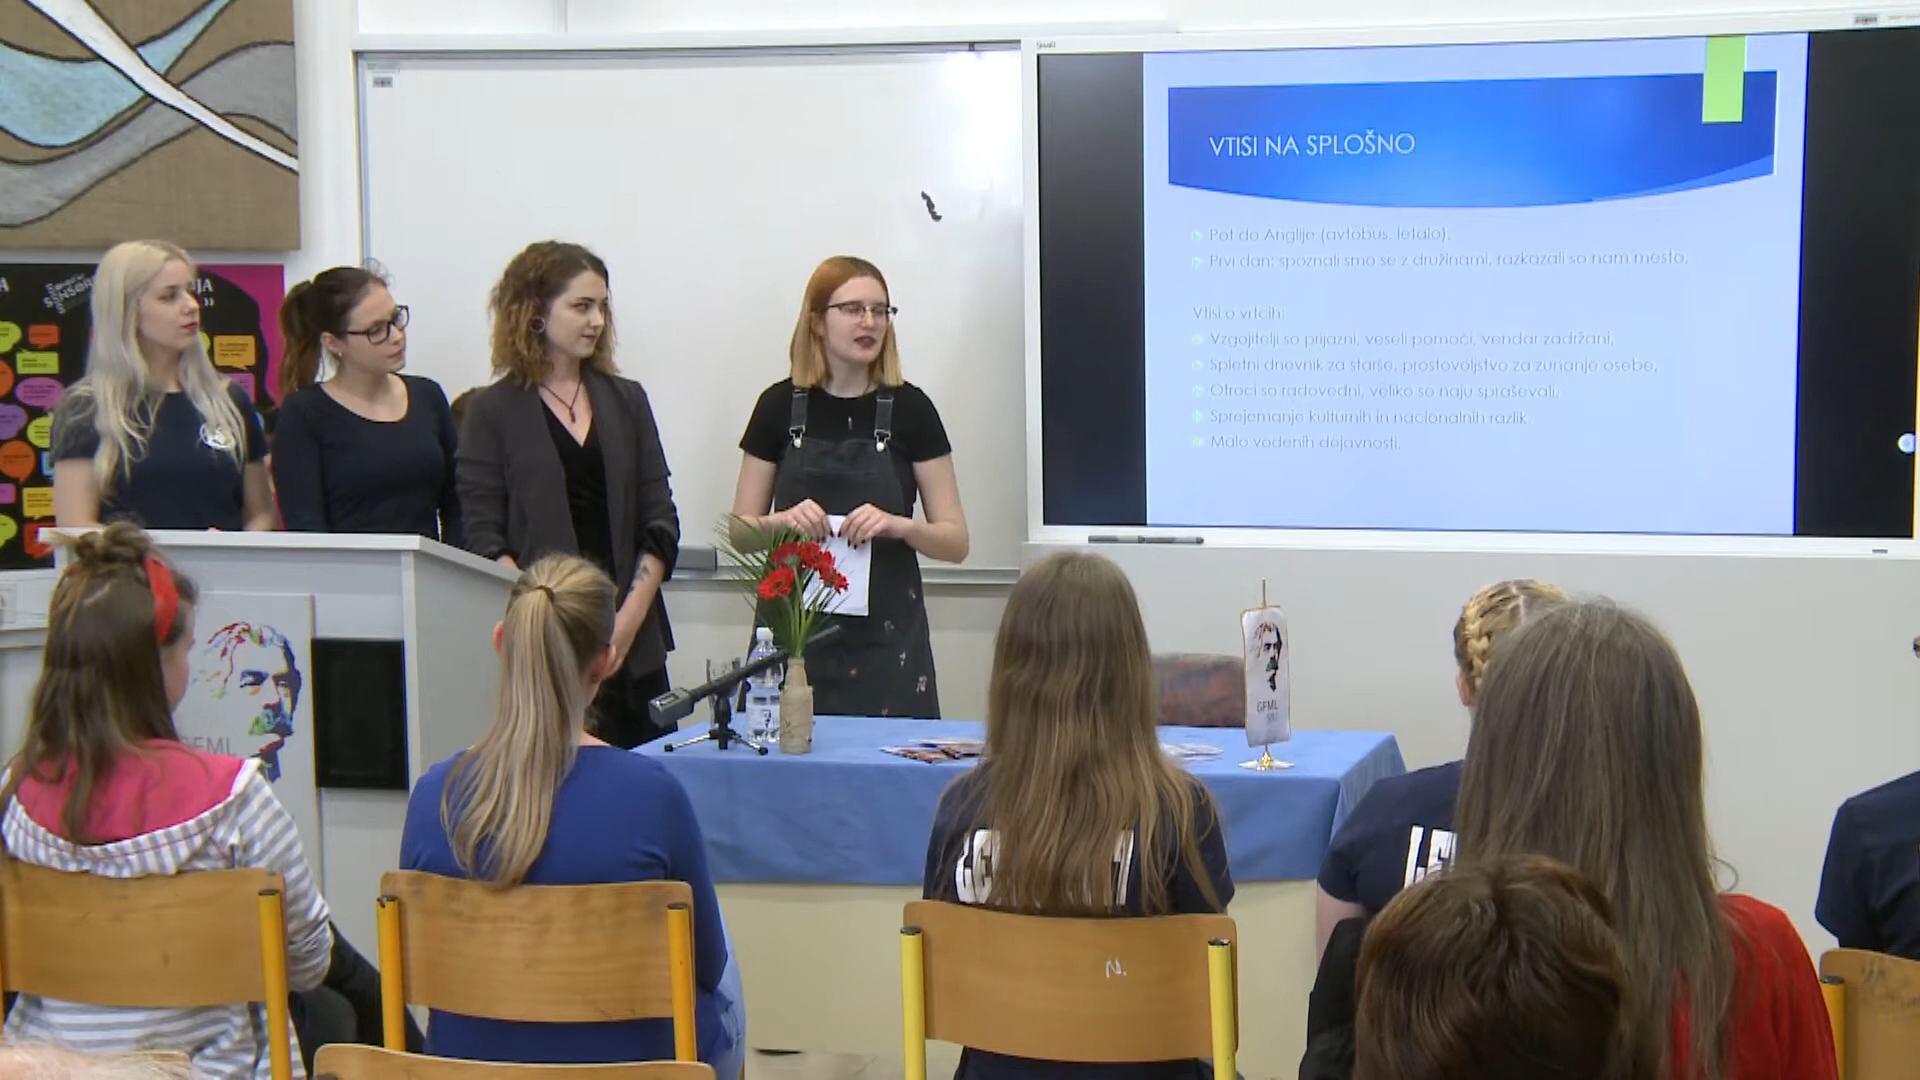 SMART
VTISI NA SPLOŠNO
Pot do Anglije (avtobus, letalo).
Prvi dan: spoznali smo se z družinami, razkazali so nam mesto.
Vtisi o vrtcih:
Vzgojitelji so prijazni, veseli pomoči, vendar zadržani.
Spletni dnevnik za starše, prostovoljstvo za zunanje osebe.
Otroci so radovedni, veliko so naju spraševali.
Sprejemanje kulturnih in nacionalnih razlik.
Malo vodenih dejavnosti.
GFML
GFML
N.